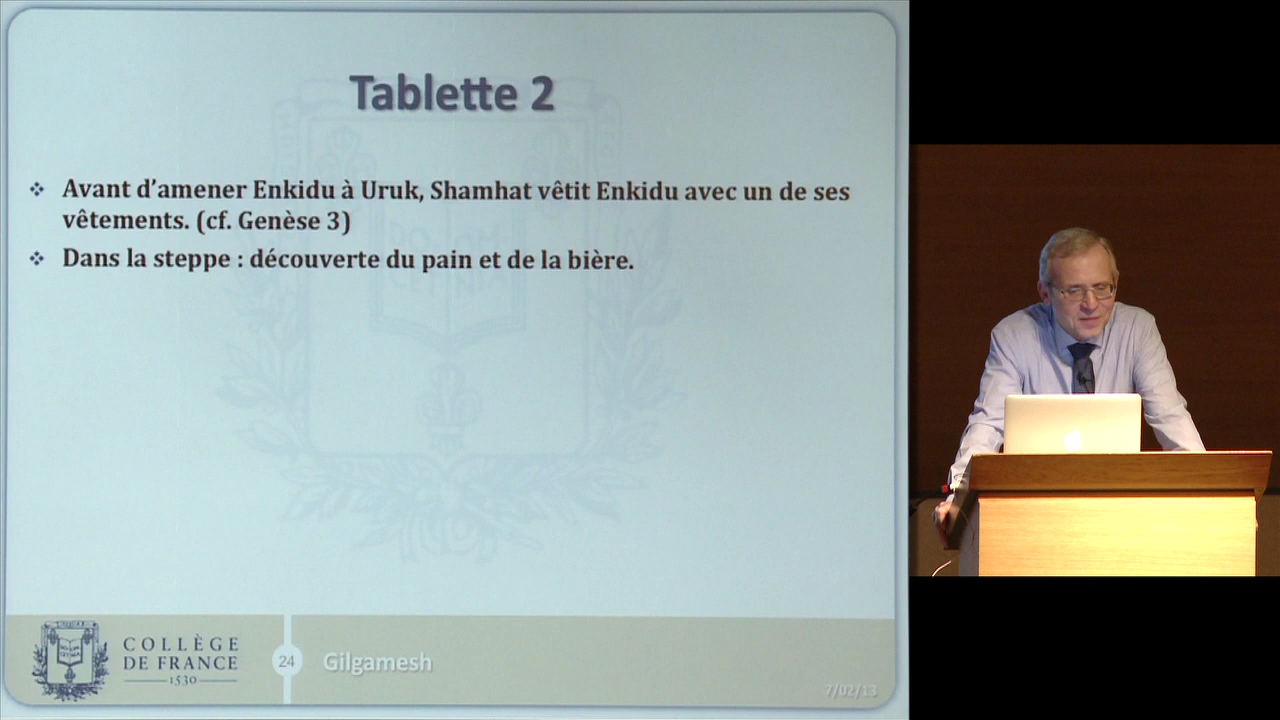 Tablette 2
❖ Avant d’amener Enkidu à Uruk, Shamhat vêtit Enkidu avec un de ses
vêtements. (cf. Genèse 3)
❖ Dans la steppe : découverte du pain et de la bière.
COLLÈGE
DE FRANCE
1530
24
Gilgamesh
7/02/13